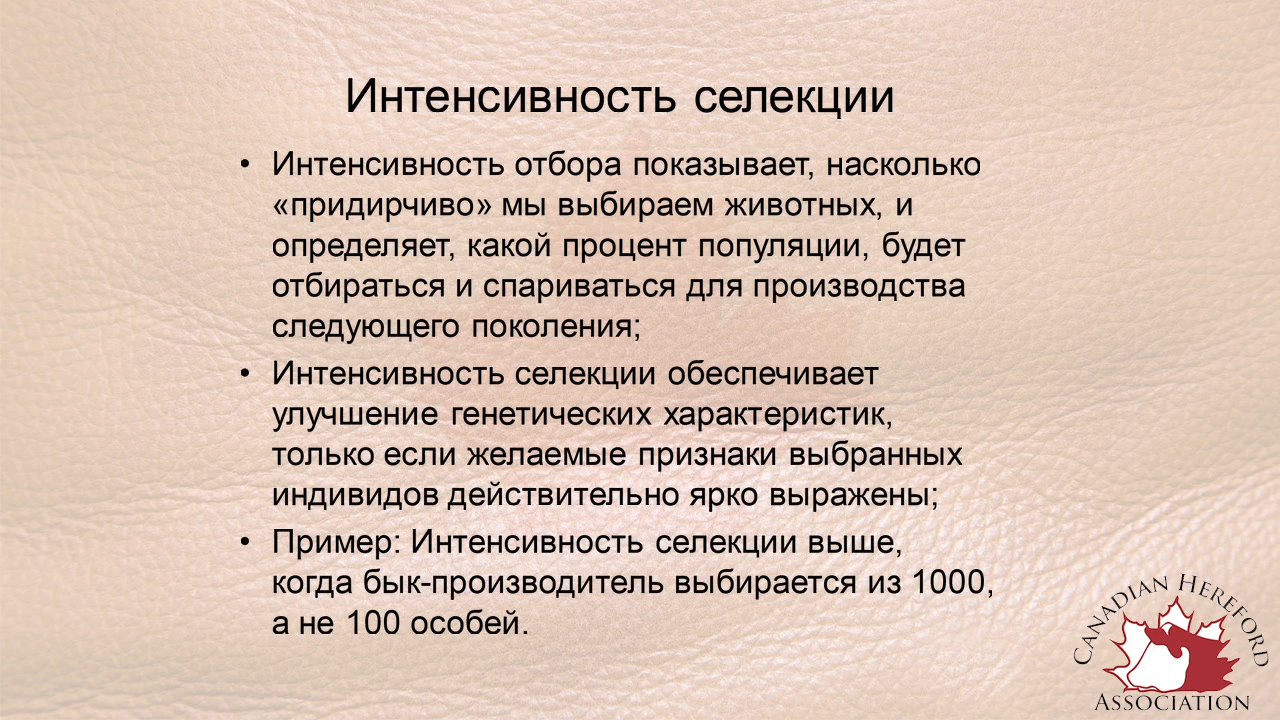 Интенсивность селекции
• Интенсивность отбора показывает, насколько
«придирчиво» мы выбираем животных, и
определяет, какой процент популяции, будет
отбираться и спариваться для производства
следующего поколения;
• Интенсивность селекции обеспечивает
улучшение генетических характеристик,
только если желаемые признаки выбранных
индивидов действительно ярко выражены;
• Пример: Интенсивность селекции выше,
когда бык-производитель выбирается из 1000,
а не 100 особей.
CANADIAN HEREFORD
ASSOCIATION